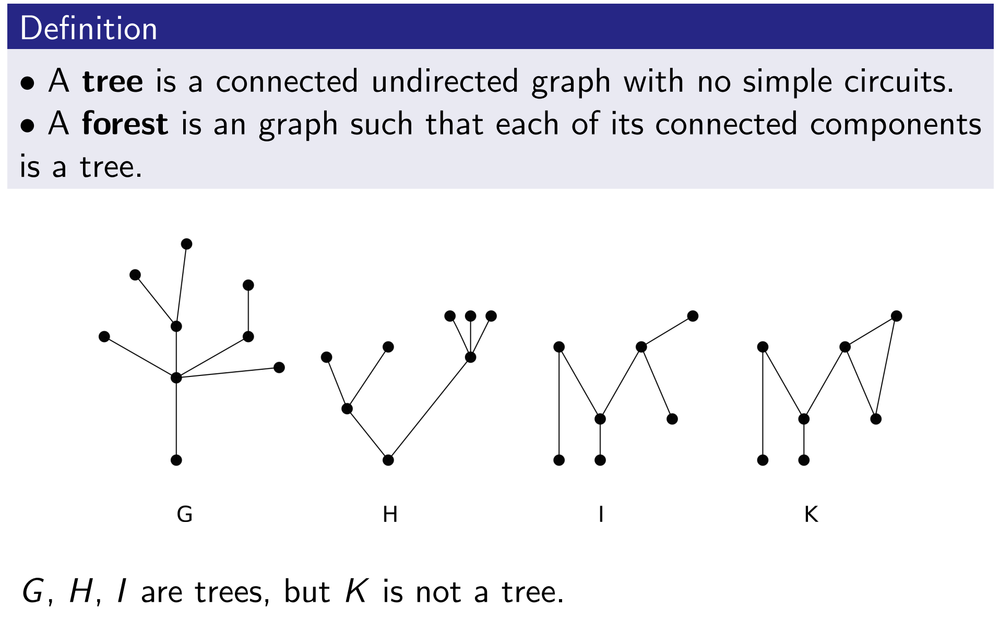 Definition
• A tree is a connected undirected graph with no simple circuits.
• A forest is an graph such that each of its connected components
is a tree.
G H I K
G, H, I are trees, but K is not a tree.